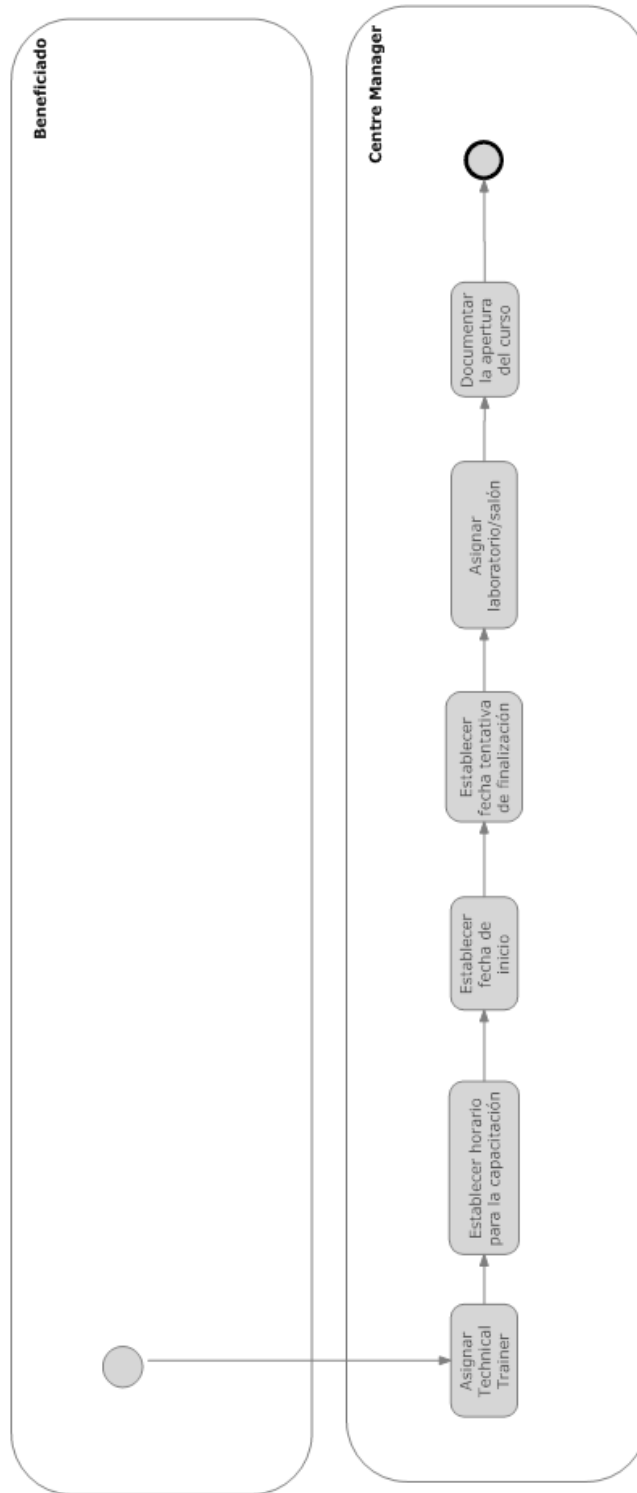 Beneficiado
Centre Manager
Asignar
Technical
Trainer
Establecer horario
para la capacitación
Establecer
fecha de
inicio
Establecer
fecha tentativa
de finalización
Asignar
laboratorio/salón
Documentar
la apertura
del curso